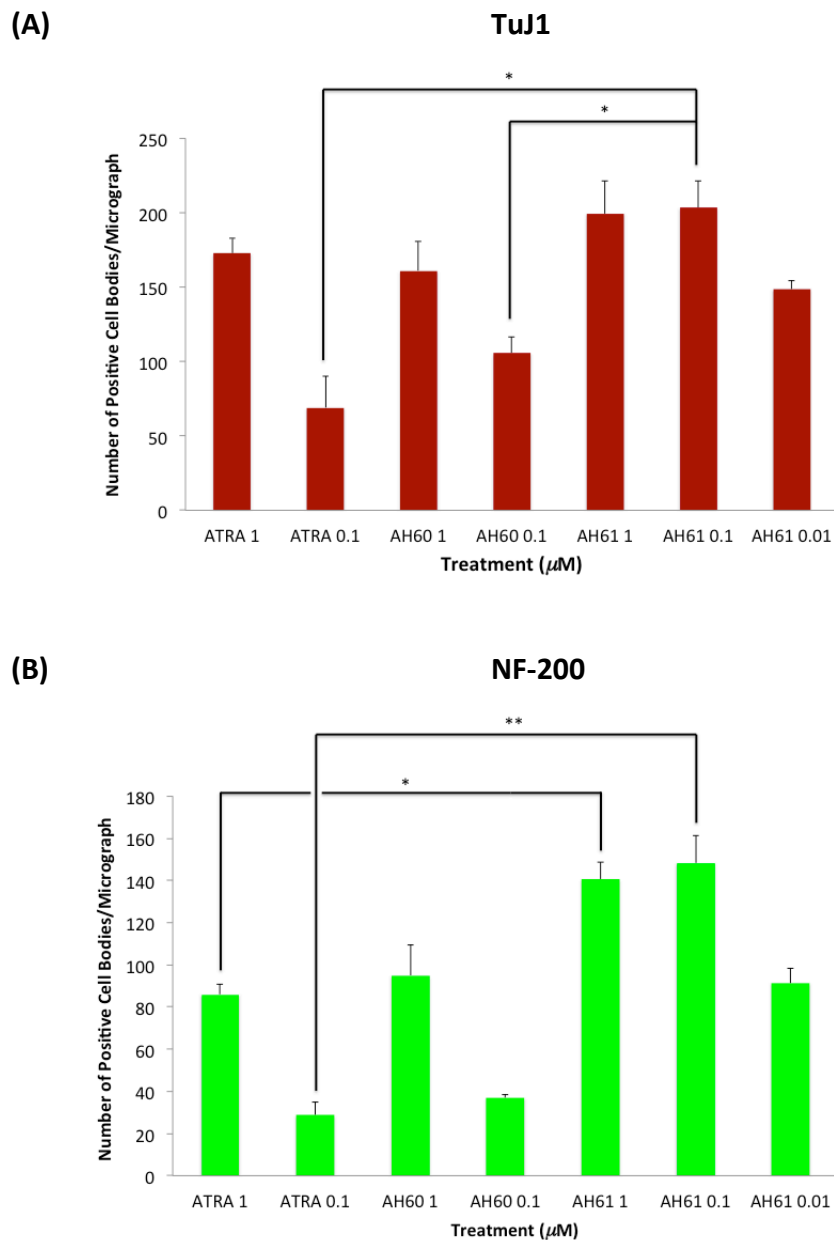 (A)
TuJ1
*
*
Number of Positive Cell Bodies/Micrograph
250
200
150
100
50
0
ATRA 1 ATRA 0.1 AH60 1 AH60 0.1 AH61 1 AH61 0.1 AH61 0.01
Treatment (μM)
(B)
NF-200
**
*
Number of Positive Cell Bodies/Micrograph
180
160
140
120
100
80
60
40
20
0
ATRA 1 ATRA 0.1 AH60 1 AH60 0.1 AH61 1 AH61 0.1 AH61 0.01
Treatment (μM)